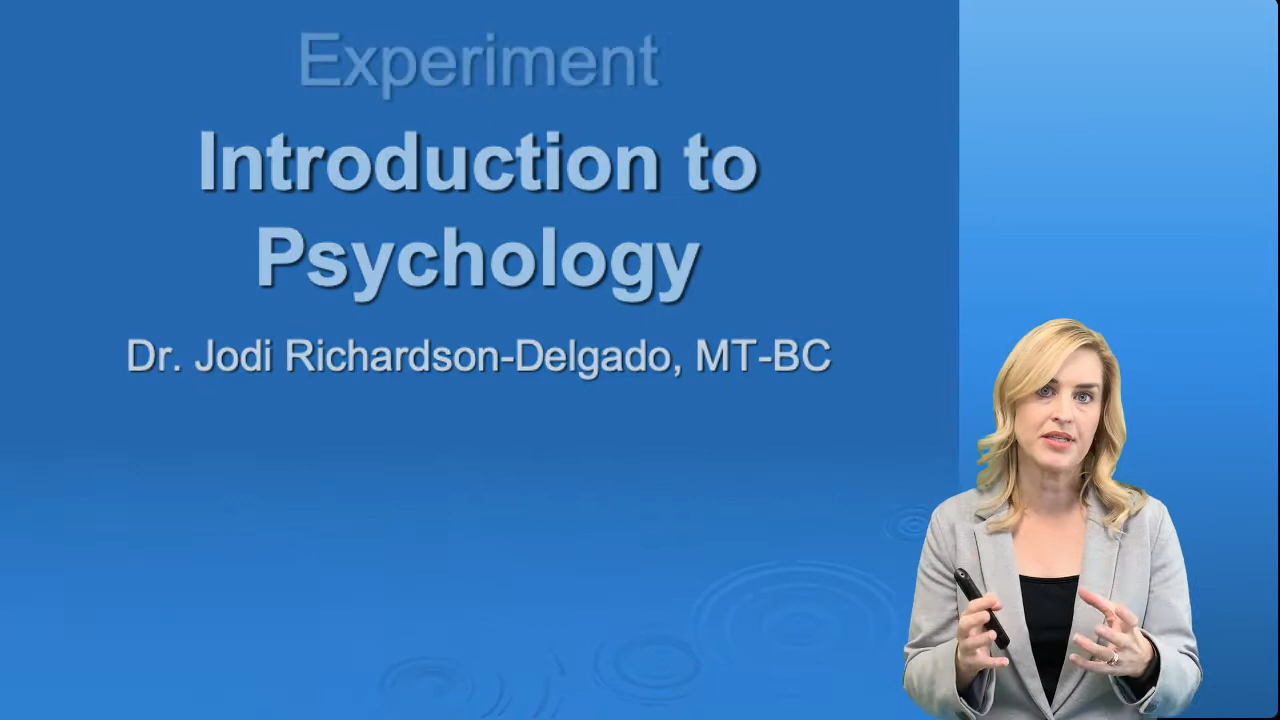 Experiment
Introduction to
Psychology
Dr. Jodi Richardson-Delgado, MT-BC